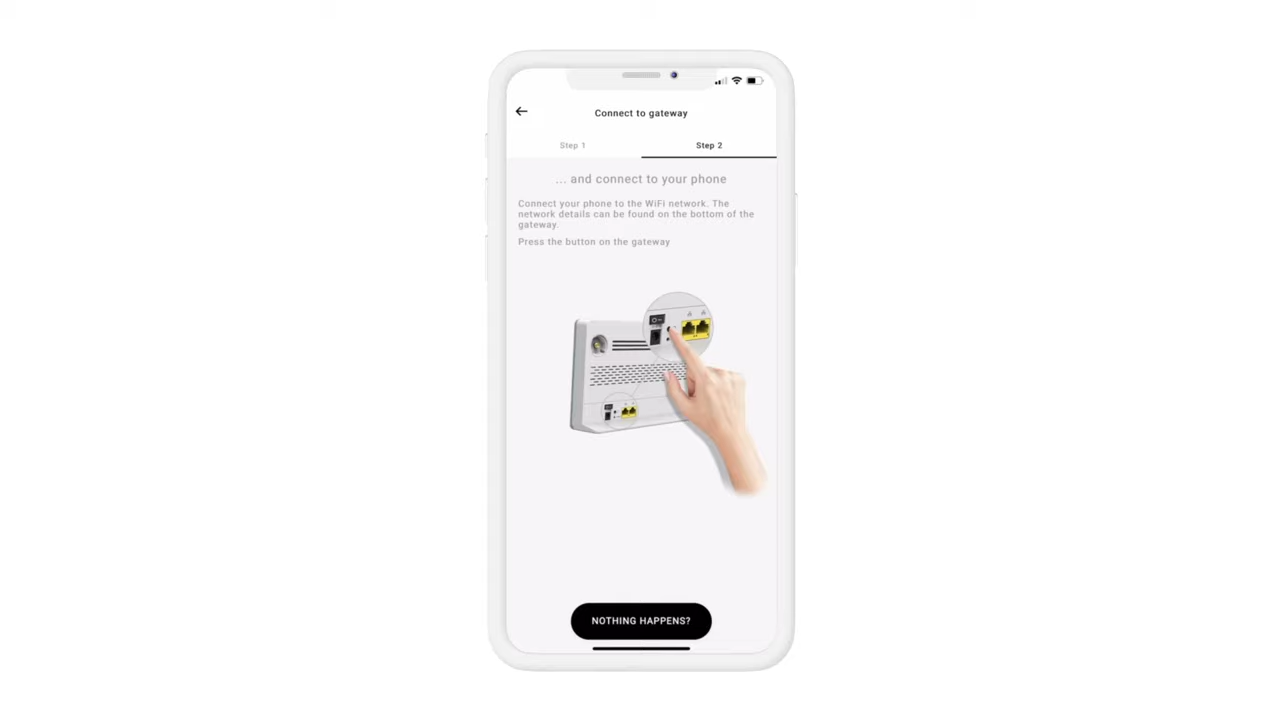 Connect to gateway
Step 1
Step 2
... and connect to your phone
Connect your phone to the WiFi network. The
network details can be found on the bottom of the
gateway.
Press the button on the gateway
NOTHING HAPPENS?